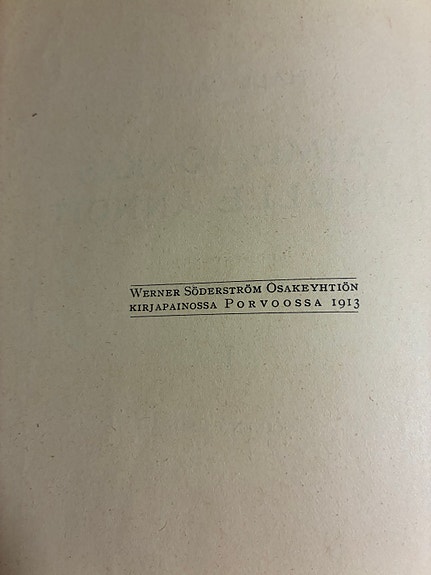 Werner Söderström Osakeyhtiön
kirjapainossa Porvoossa 1913